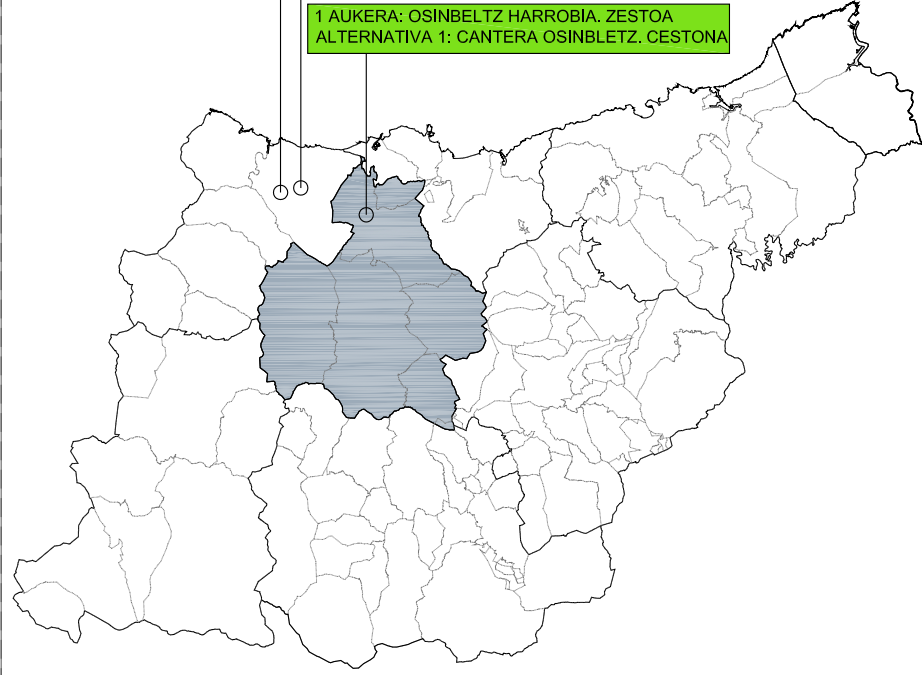 1 AUKERA: OSINBELTZ HARROBIA. ZESTOA
ALTERNATIVA 1: CANTERA OSINBLETZ. CESTONA